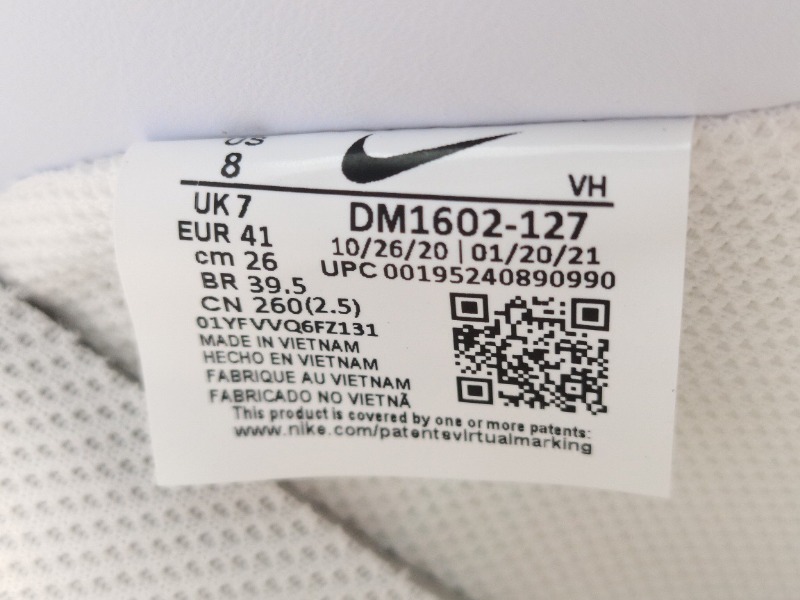 US
8
VH
UK 7
EUR 41
cm 26
BR 39.5
CN 260(2.5)
01YFVVQ6FZ131
MADE IN VIETNAM
HECHO EN VIETNAM
FABRIQUE AU VIETNAM
FABRICADO NO VIETNÃ
DM1602-127
10/26/20 | 01/20/21
UPC 00195240890990
This product is covered by one or more patents:
www.nike.com/patentsvirtualmarking